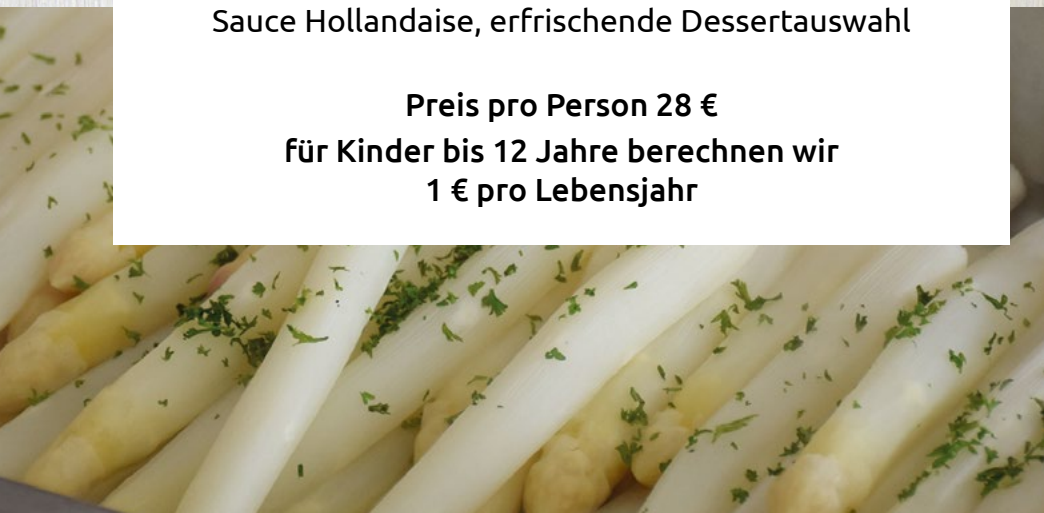 Sauce Hollandaise, erfrischende Dessertauswahl
Preis pro Person 28 €
für Kinder bis 12 Jahre berechnen wir
1 € pro Lebensjahr